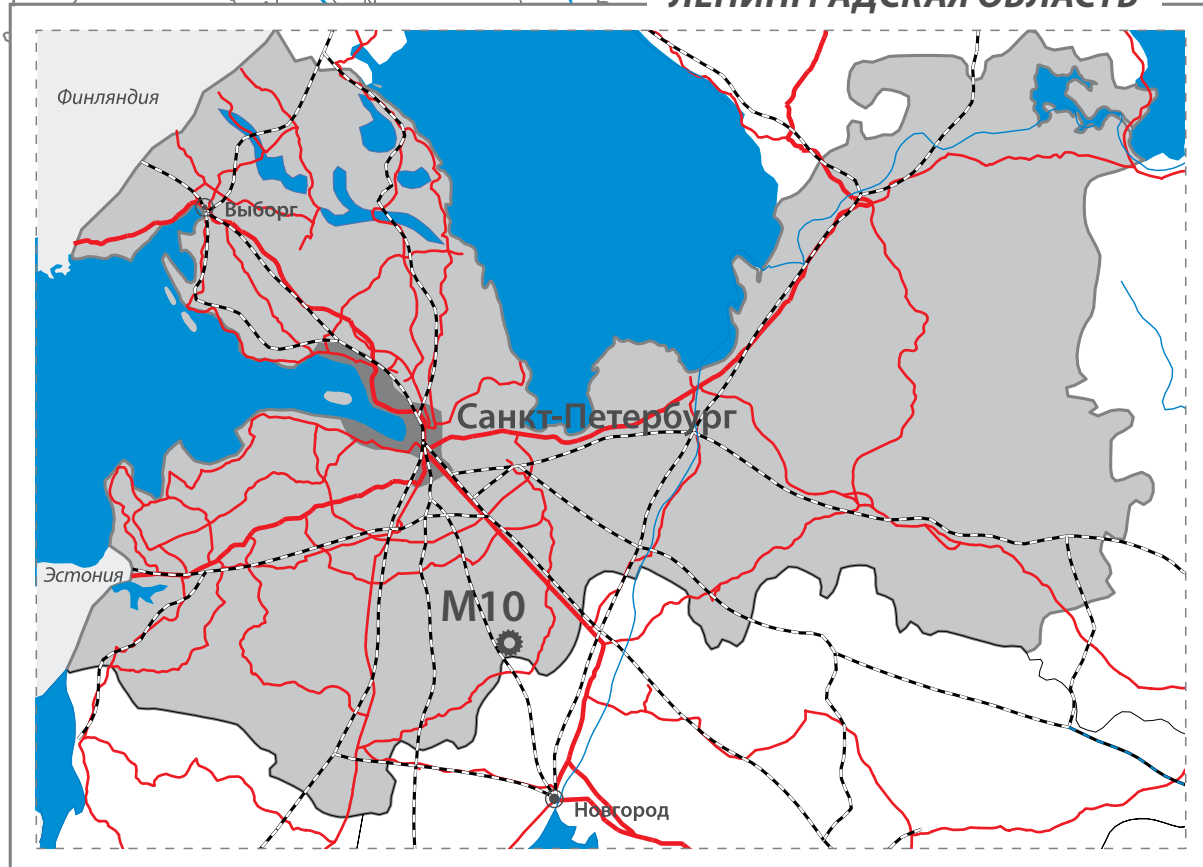 ЛЕНИНГРАДСКАЯ ОБЛАСТЬ
Финляндия
Выборг
Санкт-Петербург
Эстония
М10
Новгород